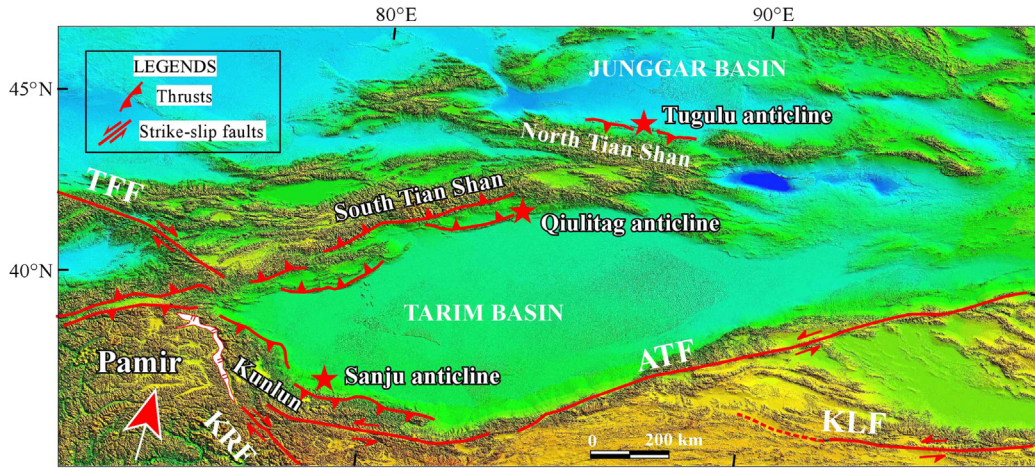 80°E
90°E
45°N
40°N
LEGENDS
Thrusts
Strike-slip faults
JUNGGAR BASIN
Tugulu anticline
North Tian Shan
TFF
South Tian Shan
Qiulitag anticline
TARIM BASIN
ATF
Pamir
Kunlun
Sanju anticline
KRF
KLF
0 200 km